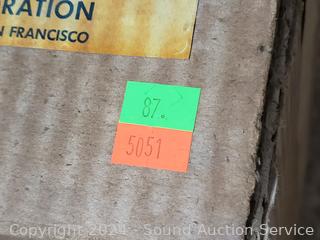 RATION
N FRANCISCO
87.
5051
Copyright 2024 - Sound Auction Service